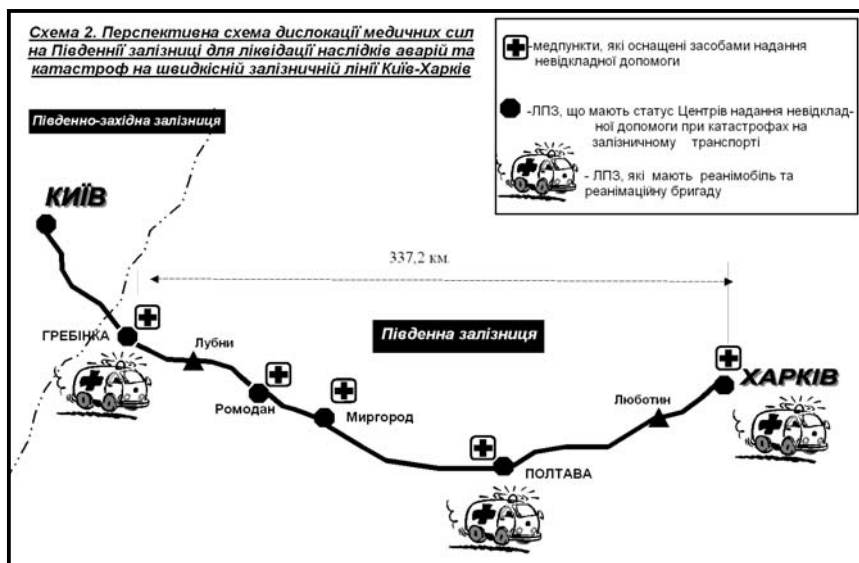 Схема 2. Перспективна схема дислокації медичних сил
на Південнії залізниці для ліквідації наслідків аварій та
катастроф на швидкісній залізничній лінії Київ-Харків
-медпункти, які оснащені засобами надання
невідкладної допомоги
-ЛПЗ, що мають статус Центрів надання невідклад-
ної допомоги при катастрофах на
залізничному транспорті
- ЛПЗ, які мають реанімобіль та
реанімаційну бригаду
Південно-західна залізниця
КИЇВ
337,2 км.
ГРЕБІНКА
Лубни
Південна залізниця
Ромодан
Миргород
Люботин
ХАРКІВ
ПОЛТАВА